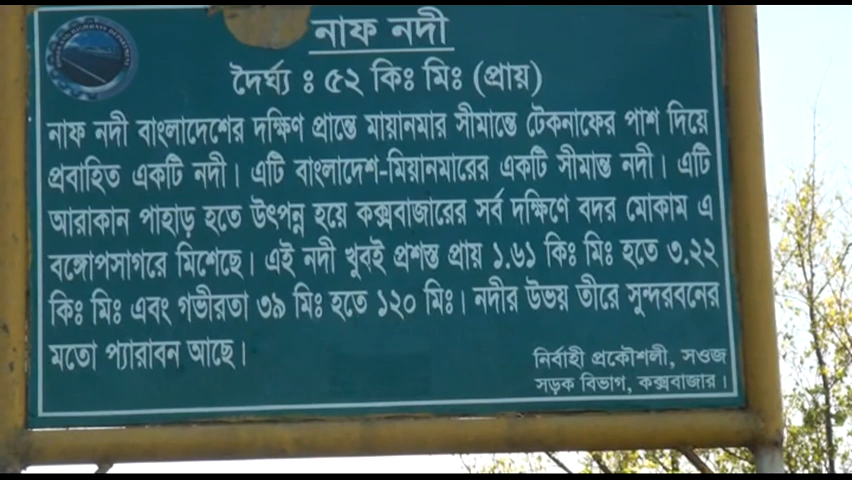 নাফ নদী
দৈর্ঘ্য ঃ ৫২ কিঃ মিঃ (প্রায়)
নাফ নদী বাংলাদেশের দক্ষিণ প্রান্তে মায়ানমার সীমান্তে টেকনাফের পাশ দিয়ে
প্রবাহিত একটি নদী। এটি বাংলাদেশ-মিয়ানমারের একটি সীমান্ত নদী। এটি
আরাকান পাহাড় হতে উৎপন্ন হয়ে কক্সবাজারের সর্ব দক্ষিণে বদর মোকাম এ
বঙ্গোপসাগরে মিশেছে। এই নদী খুবই প্রশস্ত প্রায় ১.৬১ কিঃ মিঃ হতে ৩.২২
কিঃ মিঃ এবং গভীরতা ৩৯ মিঃ হতে ১২০ মিঃ। নদীর উভয় তীরে সুন্দরবনের
মতো প্যারাবন আছে।
নির্বাহী প্রকৌশলী, সওজ
সড়ক বিভাগ, কক্সবাজার।